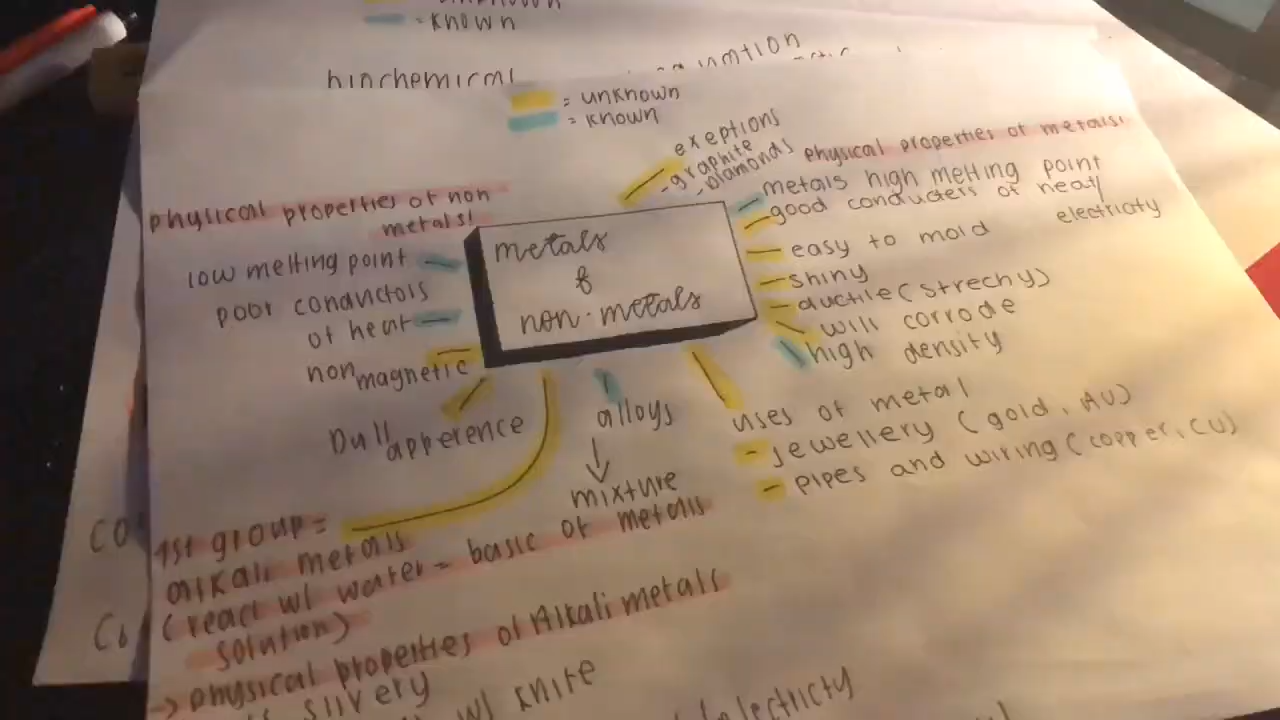 = known
= unknown
= known
exeptions
-graphite
-Diamonds
physical properties of metals:
metals high melting point
good conducters of heat/
electricity
easy to mold
shiny
ductile (strechy)
will corrode
high density
physical properties of non
metals:
low melting point
poor conductors
of heat
non magnetic
Dull apperence
metals
&
non-metals
alloys
mixture
uses of metal
- jewellery (gold, AU)
- pipes and wiring (copper, CU)
1st group =
alkali metals
(react w/ water = basic of metals
solution)
→ physical properties of Alkali metals
silvery
w/ knife
electricty